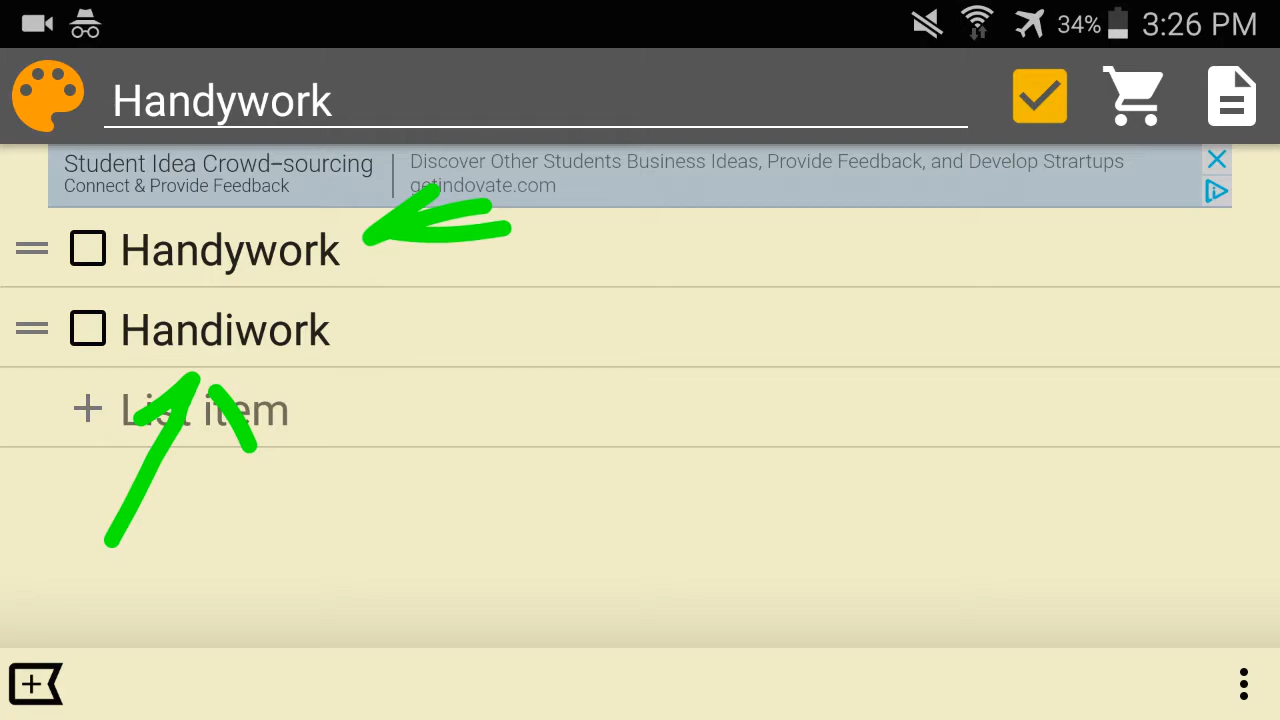 34% 3:26 PM
Handywork
Student Idea Crowd-sourcing
Connect & Provide Feedback
Discover Other Students Business Ideas, Provide Feedback, and Develop Strartups
getindovate.com
Handywork
Handiwork
List item